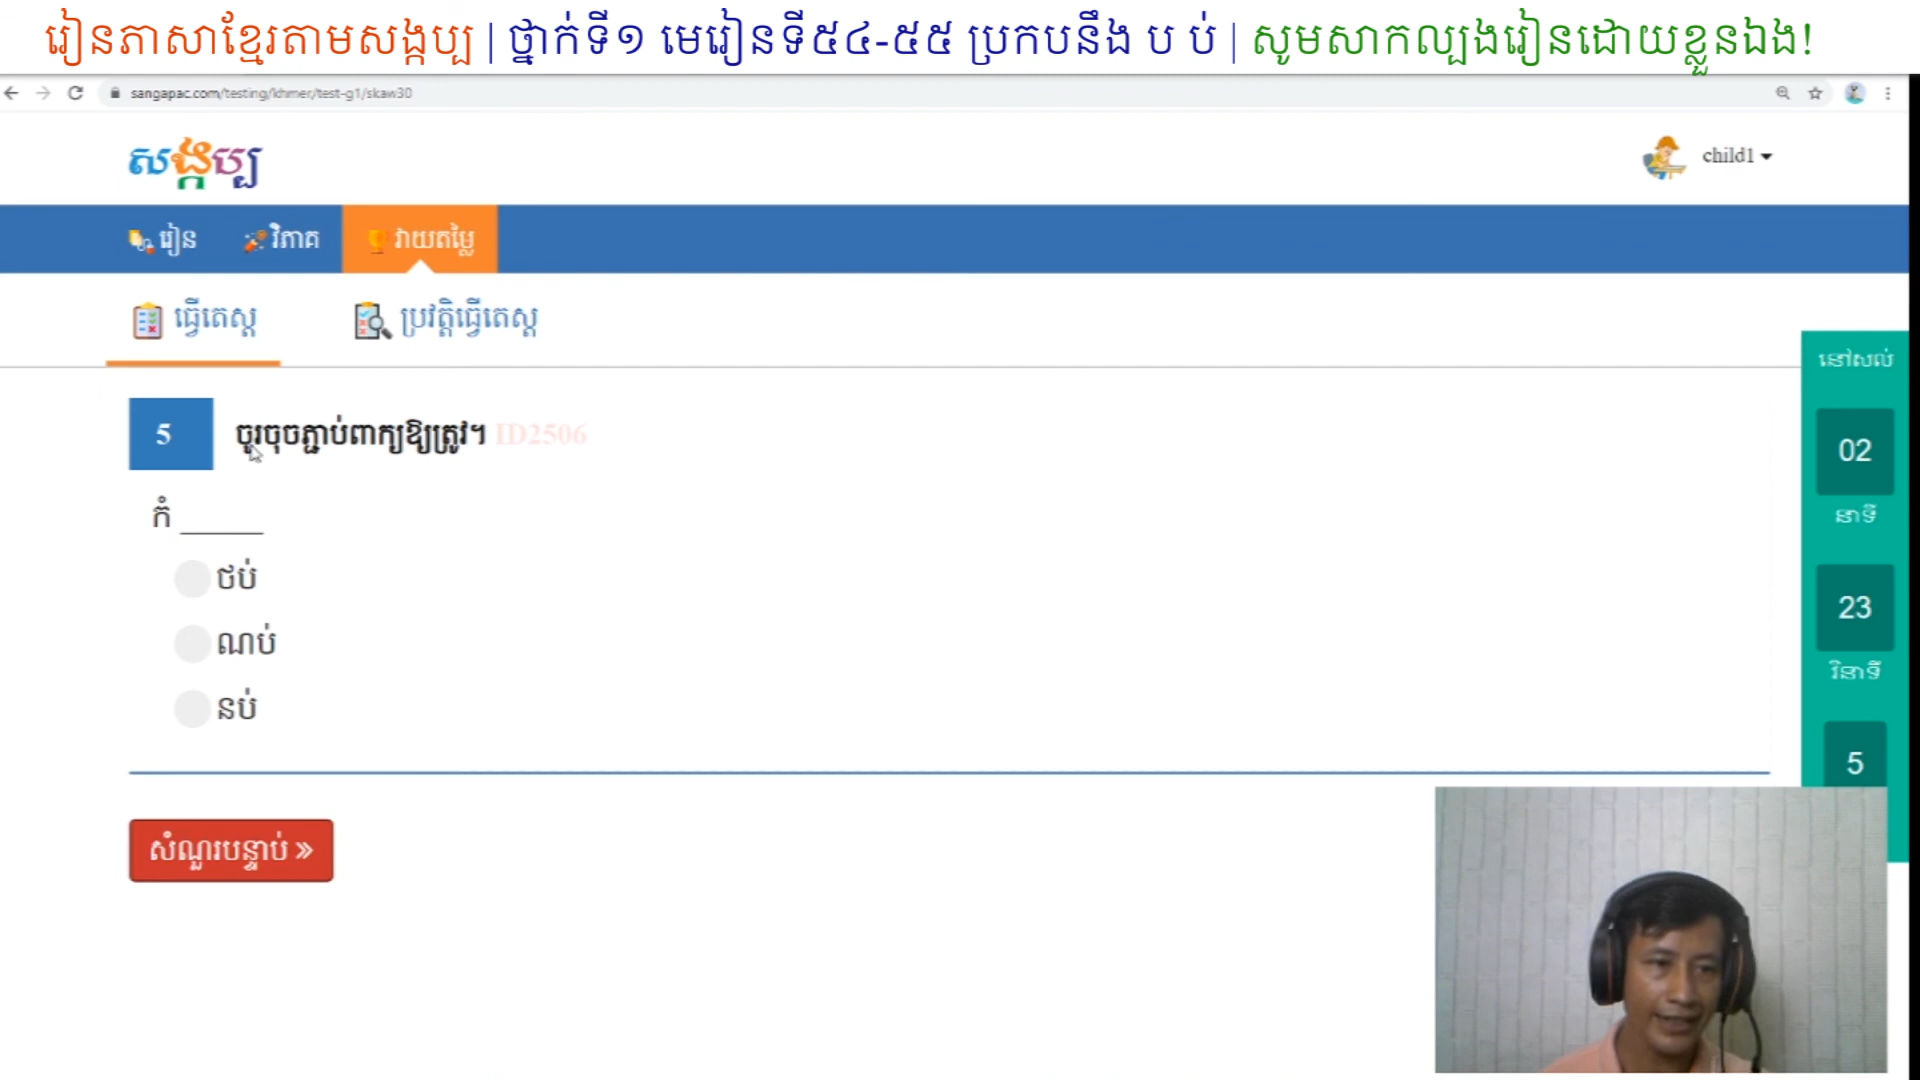 រៀនភាសាខ្មែរតាមសង្កប្ប | ថ្នាក់ទី១ មេរៀនទី៥៤-៥៥ ប្រកបនឹង ប ប់ | សូមសាកល្បងរៀនដោយខ្លួនឯង!
sangapac.com/testing/khmer/test-g1/skaw30
សង្កប្ប
child1
រៀន វិភាគ វាយតម្លៃ
ធ្វើតេស្ត ប្រវត្តិធ្វើតេស្ត
នៅសល់
02
នាទី
23
វិនាទី
5
5 ចូរចុចភ្ជាប់ពាក្យឱ្យត្រូវ។ ID2506
កំ ______
ថប់
ណប់
នប់
សំណួរបន្ទាប់ »